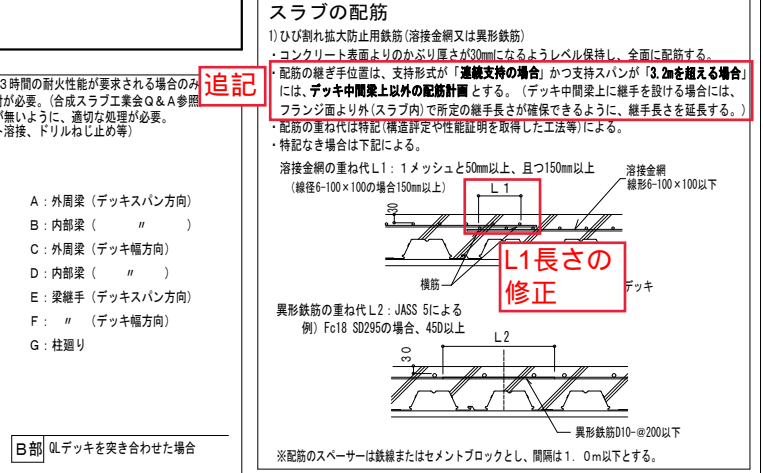 スラブの配筋
1)ひび割れ拡大防止用鉄筋(溶接金網又は異形鉄筋)
・コンクリート表面よりのかぶり厚さが30mmになるようレベル保持し、全面に配筋する。
・配筋の継ぎ手位置は、支持形式が「連続支持の場合」かつ支持スパンが「3.2mを超える場合」
には、デッキ中間梁上以外の配筋計画 とする。（デッキ中間梁上に継手を設ける場合には、
フランジ面より外(スラブ内)で所定の継手長さが確保できるように、継手長さを延長する。)
・配筋の重ね代は特記(構造評定や性能証明を取得した工法等)による。
・特記なき場合は下記による。
溶接金網の重ね代L1：1メッシュと50mm以上、且つ150mm以上
(線径6-100×100の場合150mm以上)
溶接金網
線形6-100×100以下
L1
30
横筋
デッキ
L1長さの
修正
異形鉄筋の重ね代L2：JASS 5による
例) Fc18 SD295の場合、45D以上
L2
30
異形鉄筋D10-@200以下
※配筋のスペーサーは鉄線またはセメントブロックとし、間隔は1．0m以下とする。
追記
3時間の耐火性能が要求される場合のみ
が必要。(合成スラブ工業会Q＆A参照
が無いように、適切な処理が必要。
溶接、ドリルねじ止め等)
A：外周梁（デッキスパン方向）
B：内部梁（　〃　）
C：外周梁（デッキ幅方向）
D：内部梁（　〃　）
E：梁継手（デッキスパン方向）
F：　〃　（デッキ幅方向）
G：柱廻り
B部 QLデッキを突き合わせた場合